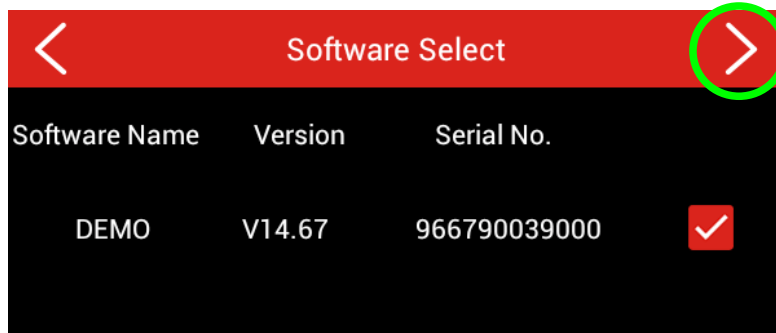 Software Select
Software Name Version Serial No.
DEMO V14.67 966790039000